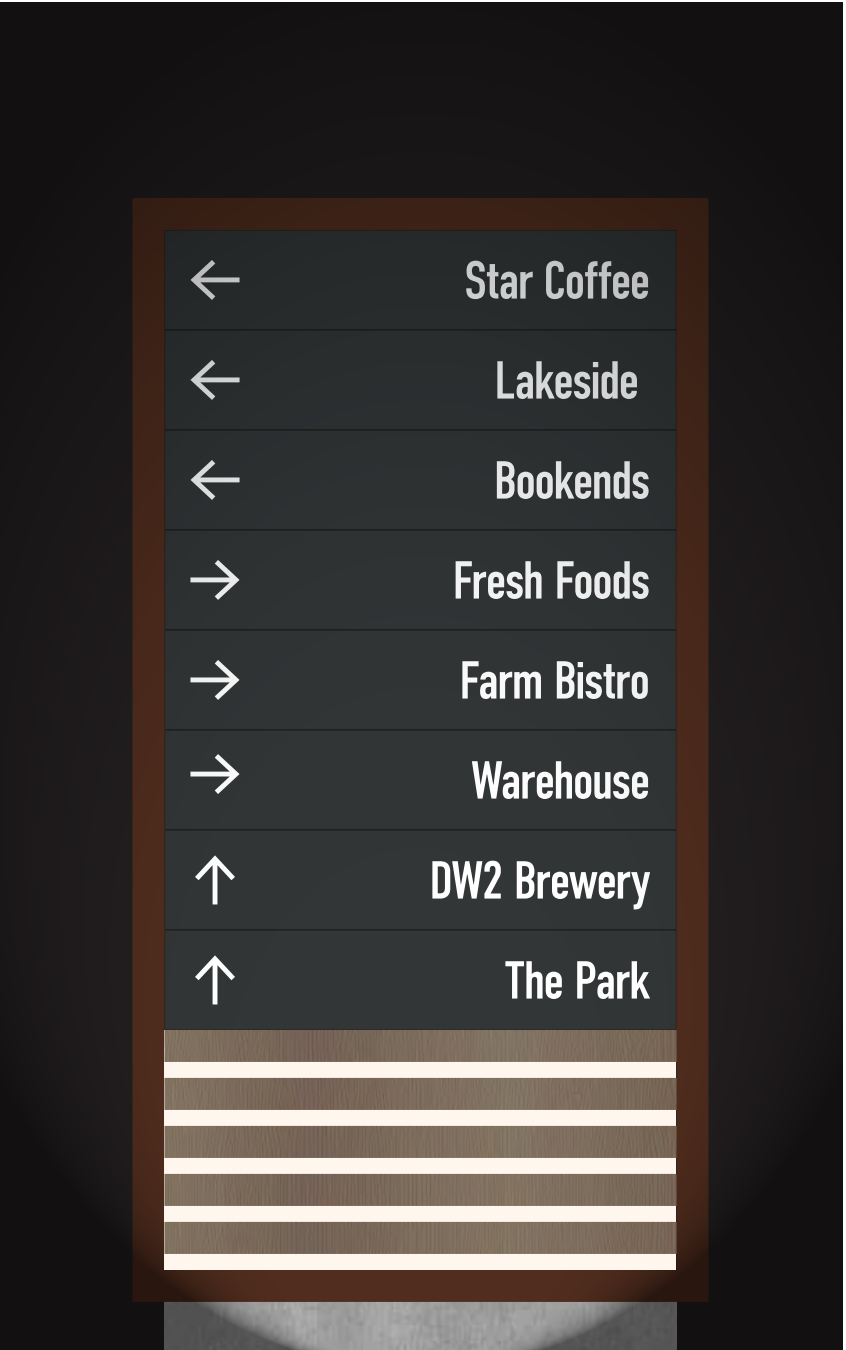 ← Star Coffee
← Lakeside
← Bookends
→ Fresh Foods
→ Farm Bistro
→ Warehouse
↑ DW2 Brewery
↑ The Park